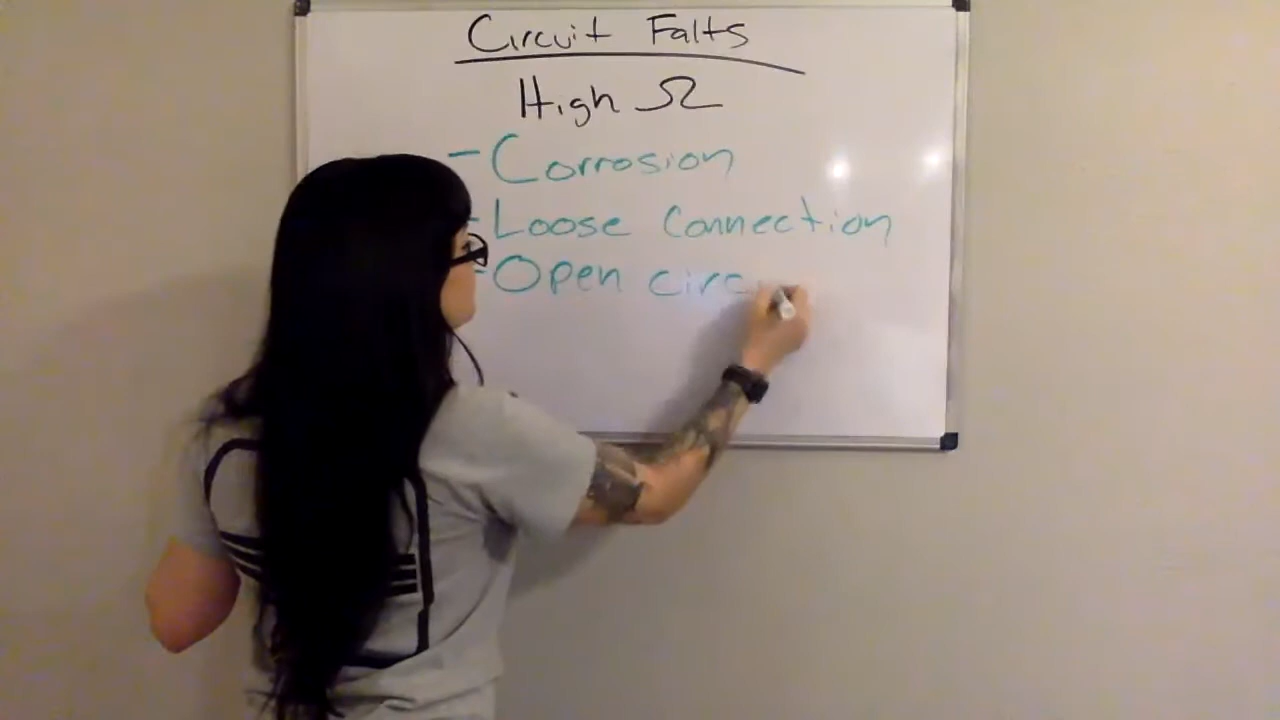 Circuit Falts
High Ω
- Corrosion
- Loose Connection
- Open circ